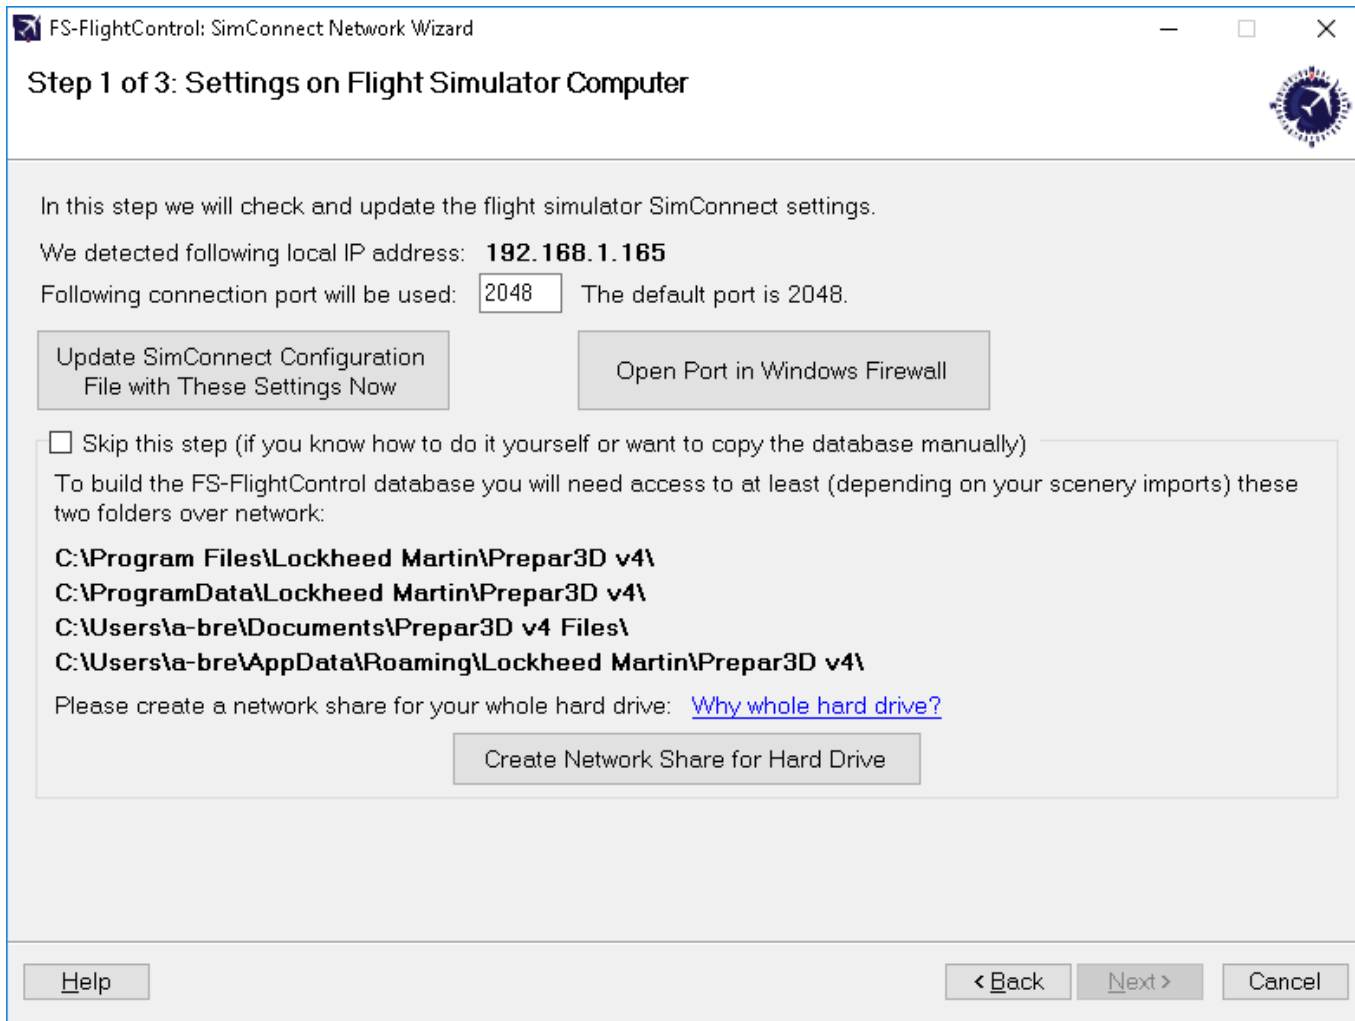 FS-FlightControl: SimConnect Network Wizard
Step 1 of 3: Settings on Flight Simulator Computer
In this step we will check and update the flight simulator SimConnect settings.
We detected following local IP address: 192.168.1.165
Following connection port will be used: 2048 The default port is 2048.
Update SimConnect Configuration
File with These Settings Now
Open Port in Windows Firewall
Skip this step (if you know how to do it yourself or want to copy the database manually)
To build the FS-FlightControl database you will need access to at least (depending on your scenery imports) these
two folders over network:
C:\Program Files\Lockheed Martin\Prepar3D v4\
C:\ProgramData\Lockheed Martin\Prepar3D v4\
C:\Users\a-bre\Documents\Prepar3D v4 Files\
C:\Users\a-bre\AppData\Roaming\Lockheed Martin\Prepar3D v4\
Please create a network share for your whole hard drive: Why whole hard drive?
Create Network Share for Hard Drive
Help
< Back
Next >
Cancel